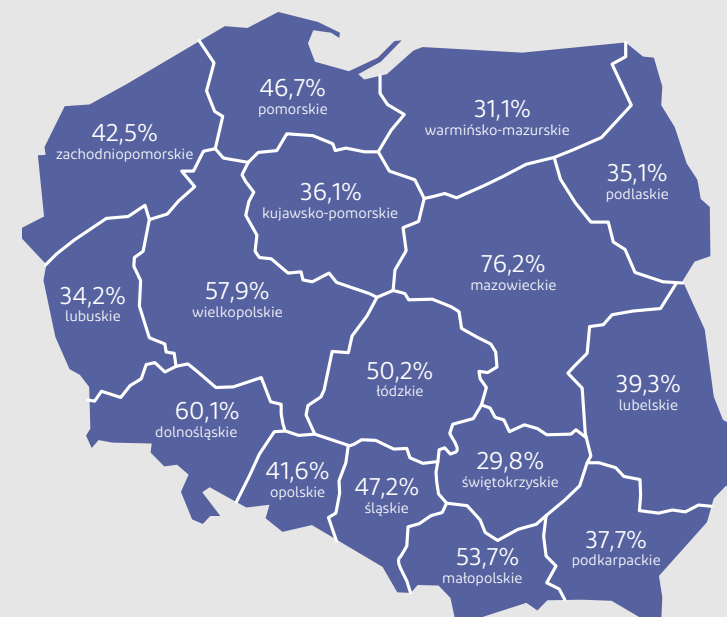 46,7%
pomorskie
31,1%
warmińsko-mazurskie
42,5%
zachodniopomorskie
35,1%
podlaskie
36,1%
kujawsko-pomorskie
76,2%
mazowieckie
34,2%
lubuskie
57,9%
wielkopolskie
50,2%
łódzkie
39,3%
lubelskie
60,1%
dolnośląskie
41,6%
opolskie
47,2%
śląskie
29,8%
świętokrzyskie
53,7%
małopolskie
37,7%
podkarpackie